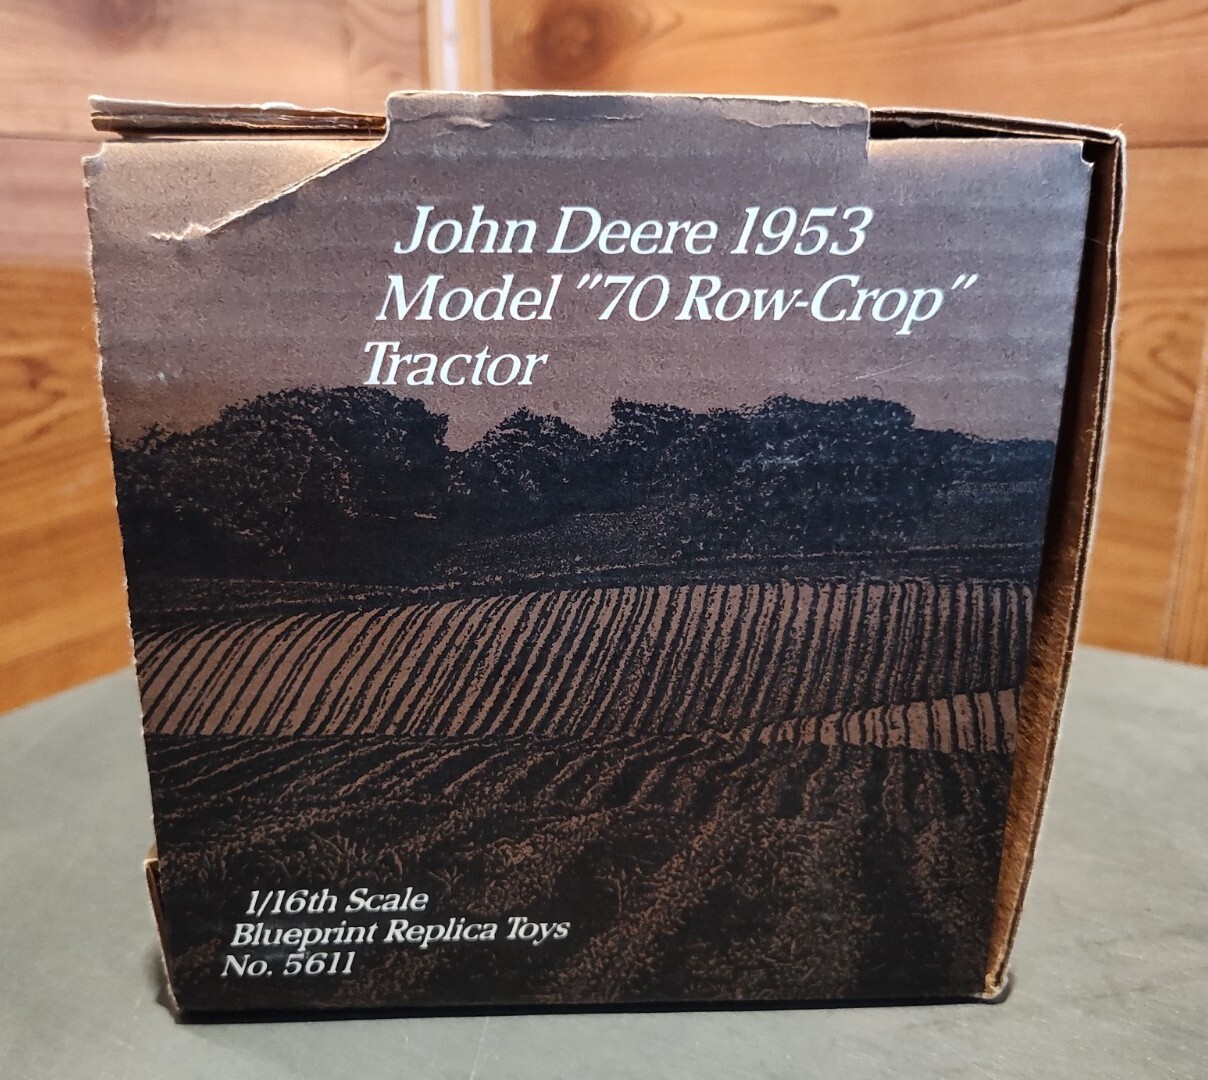 John Deere 1953
Model "70 Row-Crop"
Tractor
1/16th Scale
Blueprint Replica Toys
No. 5611